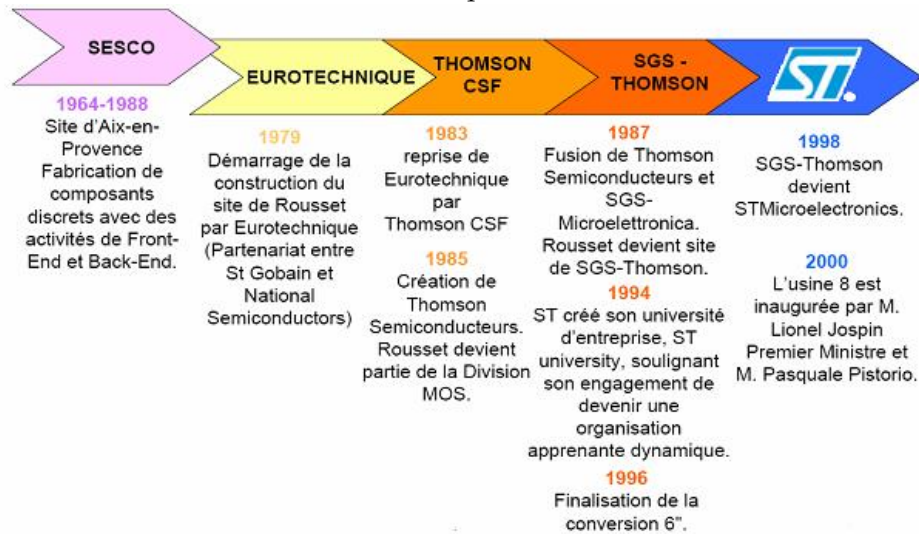 SESCO
1964-1988
Site d'Aix-en-
Provence
Fabrication de
composants
discrets avec des
activités de Front-
End et Back-End.
EUROTECHNIQUE
1979
Démarrage de la
construction du
site de Rousset
par Eurotechnique
(Partenariat entre
St Gobain et
National
Semiconductors)
THOMSON
CSF
1983
reprise de
Eurotechnique
par
Thomson CSF
1985
Création de
Thomson
Semiconducteurs.
Rousset devient
partie de la Division
MOS.
SGS -
THOMSON
1987
Fusion de Thomson
Semiconducteurs et
SGS-
Microelettronica.
Rousset devient site
de SGS-Thomson.
1994
ST créé son université
d'entreprise, ST
university, soulignant
son engagement de
devenir une
organisation
apprenante dynamique.
1996
Finalisation de la
conversion 6".
ST.
1998
SGS-Thomson
devient
STMicroelectronics.
2000
L'usine 8 est
inaugurée par M.
Lionel Jospin
Premier Ministre et
M. Pasquale Pistorio.